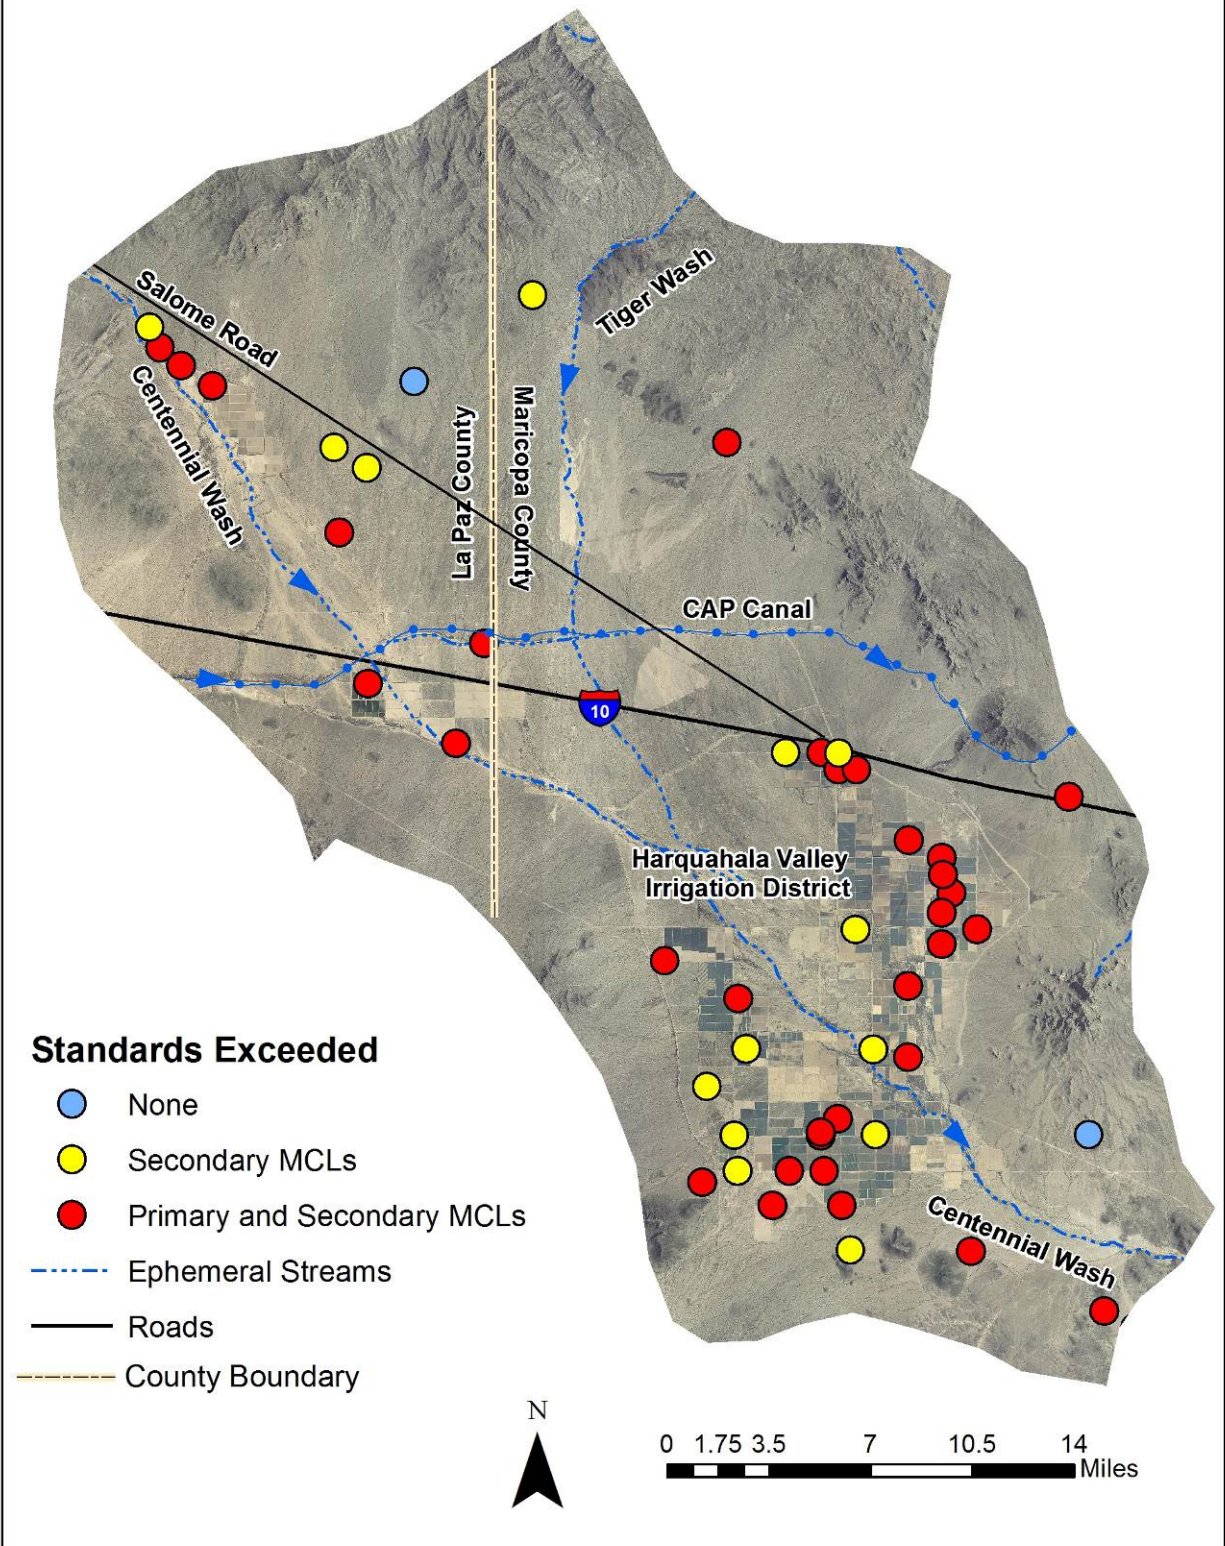 Salome Road
Tiger Wash
Centennial Wash
La Paz County
Maricopa County
CAP Canal
10
Harquahala Valley
Irrigation District
Standards Exceeded
None
Secondary MCLs
Primary and Secondary MCLs
Ephemeral Streams
Roads
County Boundary
Centennial Wash
N
0 1.75 3.5 7 10.5 14
Miles